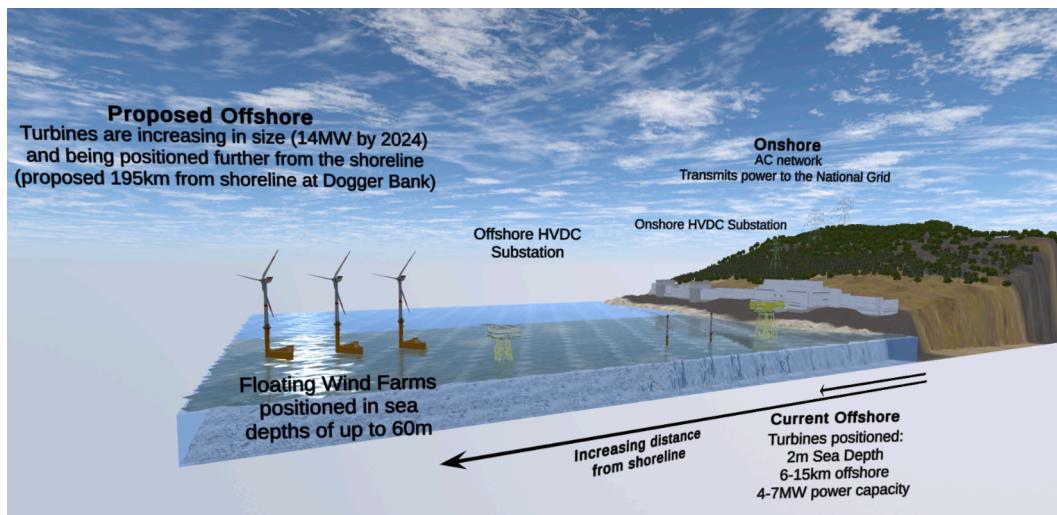 Proposed Offshore
Turbines are increasing in size (14MW by 2024)
and being positioned further from the shoreline
(proposed 195km from shoreline at Dogger Bank)
Onshore
AC network
Transmits power to the National Grid
Offshore HVDC
Substation
Onshore HVDC Substation
Floating Wind Farms
positioned in sea
depths of up to 60m
Increasing distance
from shoreline
Current Offshore
Turbines positioned:
2m Sea Depth
6-15km offshore
4-7MW power capacity